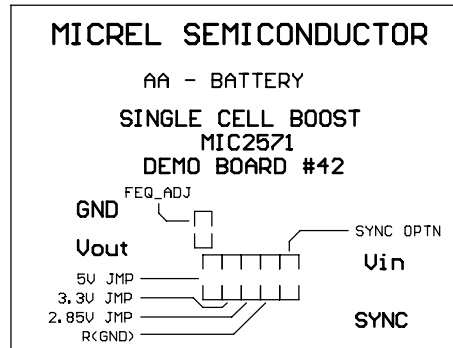 MICREL SEMICONDUCTOR
AA - BATTERY
SINGLE CELL BOOST
MIC2571
DEMO BOARD #42
FEQ_ADJ
GND
Vout
SYNC OPTN
Vin
5V JMP
3.3V JMP
2.85V JMP
R(GND)
SYNC